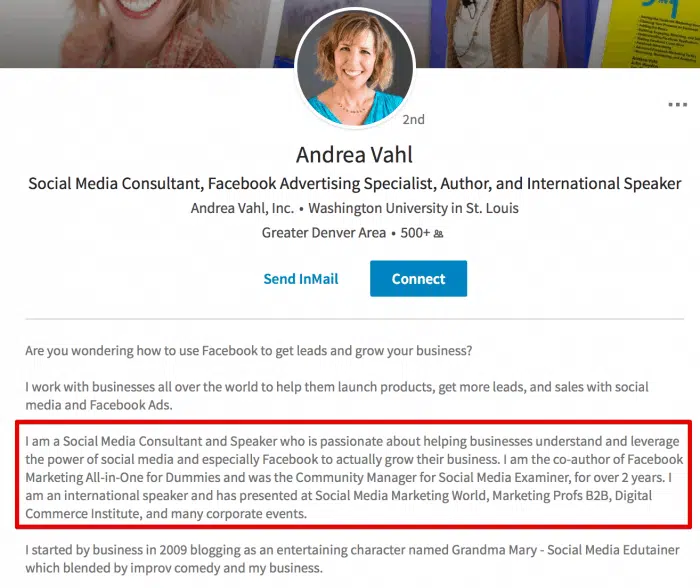 2nd
Andrea Vahl
Social Media Consultant, Facebook Advertising Specialist, Author, and International Speaker
Andrea Vahl, Inc. • Washington University in St. Louis
Greater Denver Area • 500+
Send InMail
Connect
Are you wondering how to use Facebook to get leads and grow your business?
I work with businesses all over the world to help them launch products, get more leads, and sales with social
media and Facebook Ads.
I am a Social Media Consultant and Speaker who is passionate about helping businesses understand and leverage
the power of social media and especially Facebook to actually grow their business. I am the co-author of Facebook
Marketing All-in-One for Dummies and was the Community Manager for Social Media Examiner, for over 2 years. I
am an international speaker and has presented at Social Media Marketing World, Marketing Profs B2B, Digital
Commerce Institute, and many corporate events.
I started by business in 2009 blogging as an entertaining character named Grandma Mary - Social Media Edutainer
which blended by improv comedy and my business.